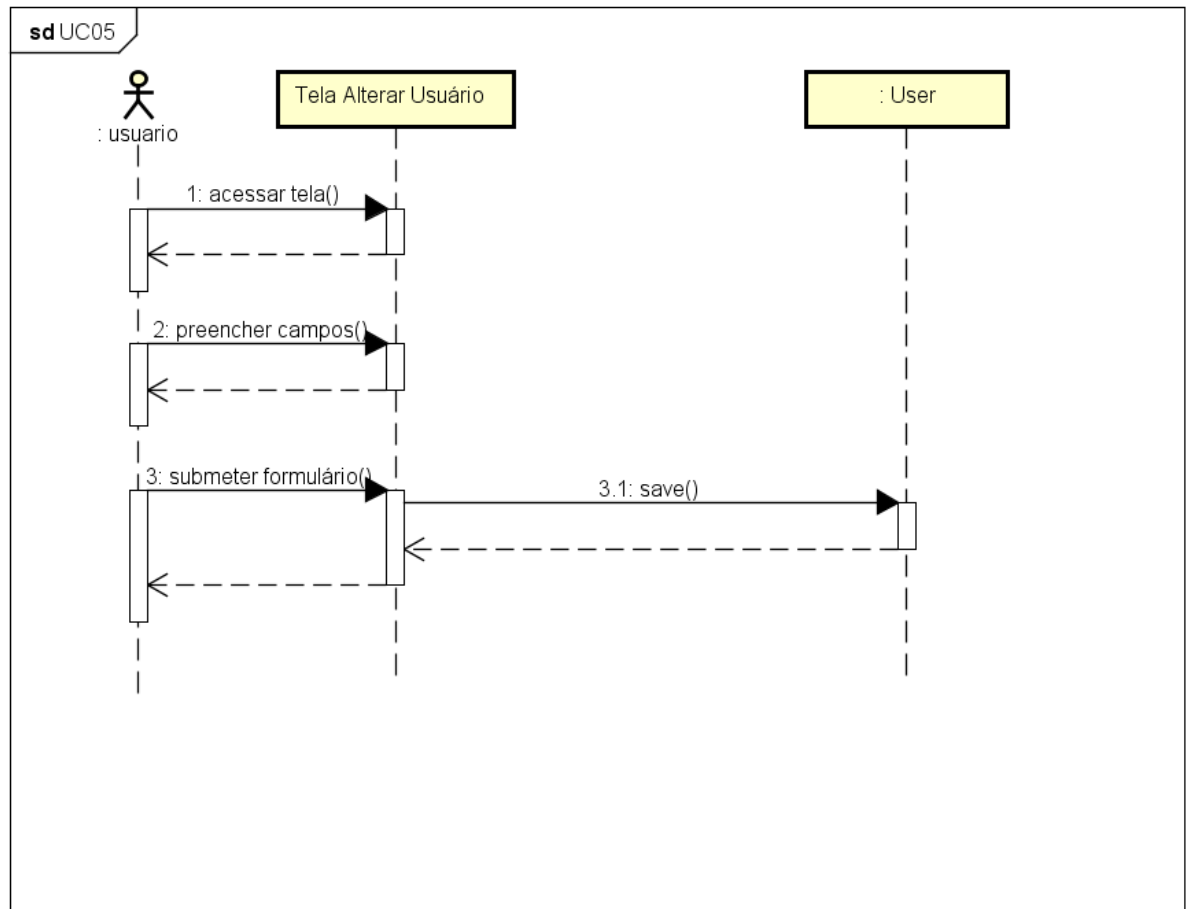 sd UC05
: usuario
Tela Alterar Usuário
: User
1: acessar tela()
2: preencher campos()
3: submeter formulário()
3.1: save()